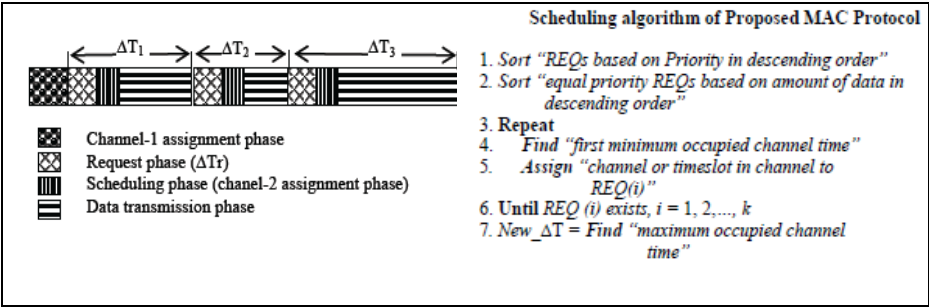 ΔT1
ΔT2
ΔT3
Channel-1 assignment phase
Request phase (ΔTr)
Scheduling phase (chanel-2 assignment phase)
Data transmission phase
Scheduling algorithm of Proposed MAC Protocol
1. Sort “REQs based on Priority in descending order”
2. Sort “equal priority REQs based on amount of data in
descending order”
3. Repeat
4. Find “first minimum occupied channel time”
5. Assign “channel or timeslot in channel to
REQ(i)”
6. Until REQ (i) exists, i = 1, 2,..., k
7. New_ΔT = Find “maximum occupied channel
time”